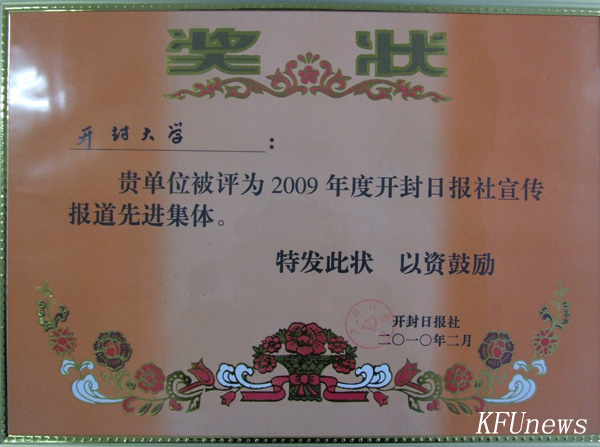 奖状
开封大学：
贵单位被评为2009年度开封日报社宣传
报道先进集体。
特发此状 以资鼓励
开封日报社
二〇一〇年二月
KFUnews